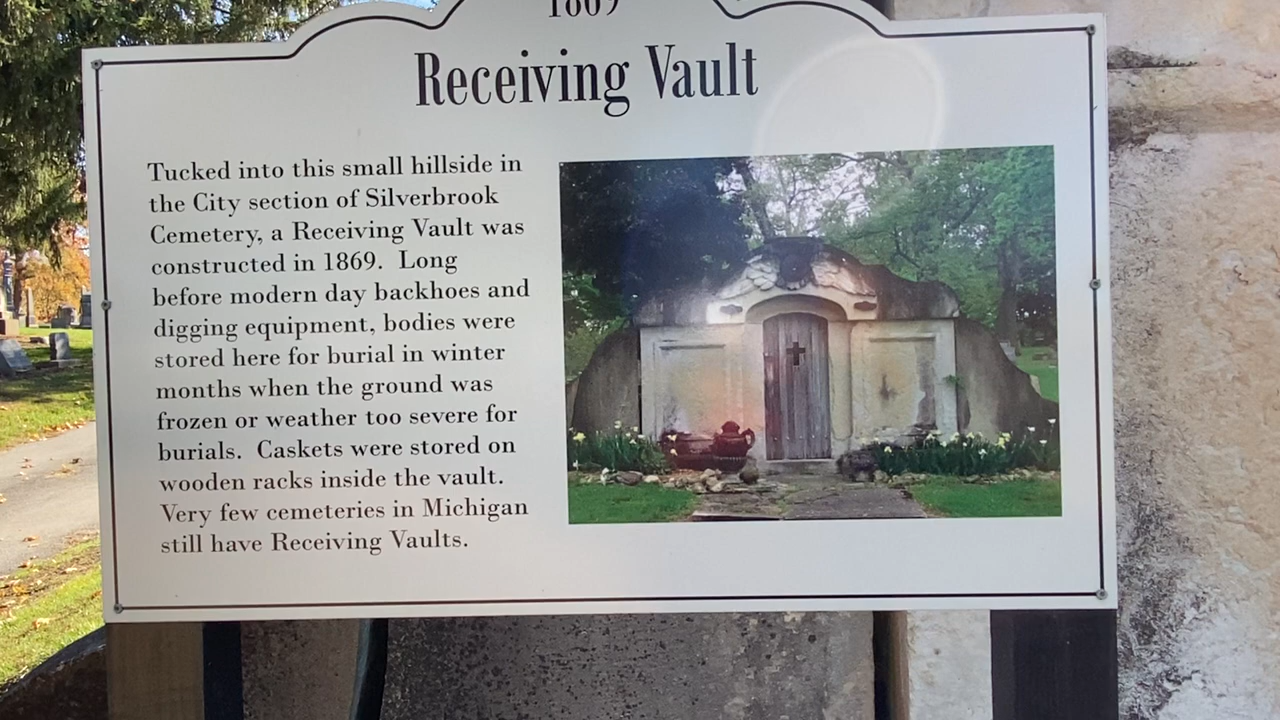 1869
Receiving Vault
Tucked into this small hillside in
the City section of Silverbrook
Cemetery, a Receiving Vault was
constructed in 1869.  Long
before modern day backhoes and
digging equipment, bodies were
stored here for burial in winter
months when the ground was
frozen or weather too severe for
burials.  Caskets were stored on
wooden racks inside the vault.
Very few cemeteries in Michigan
still have Receiving Vaults.